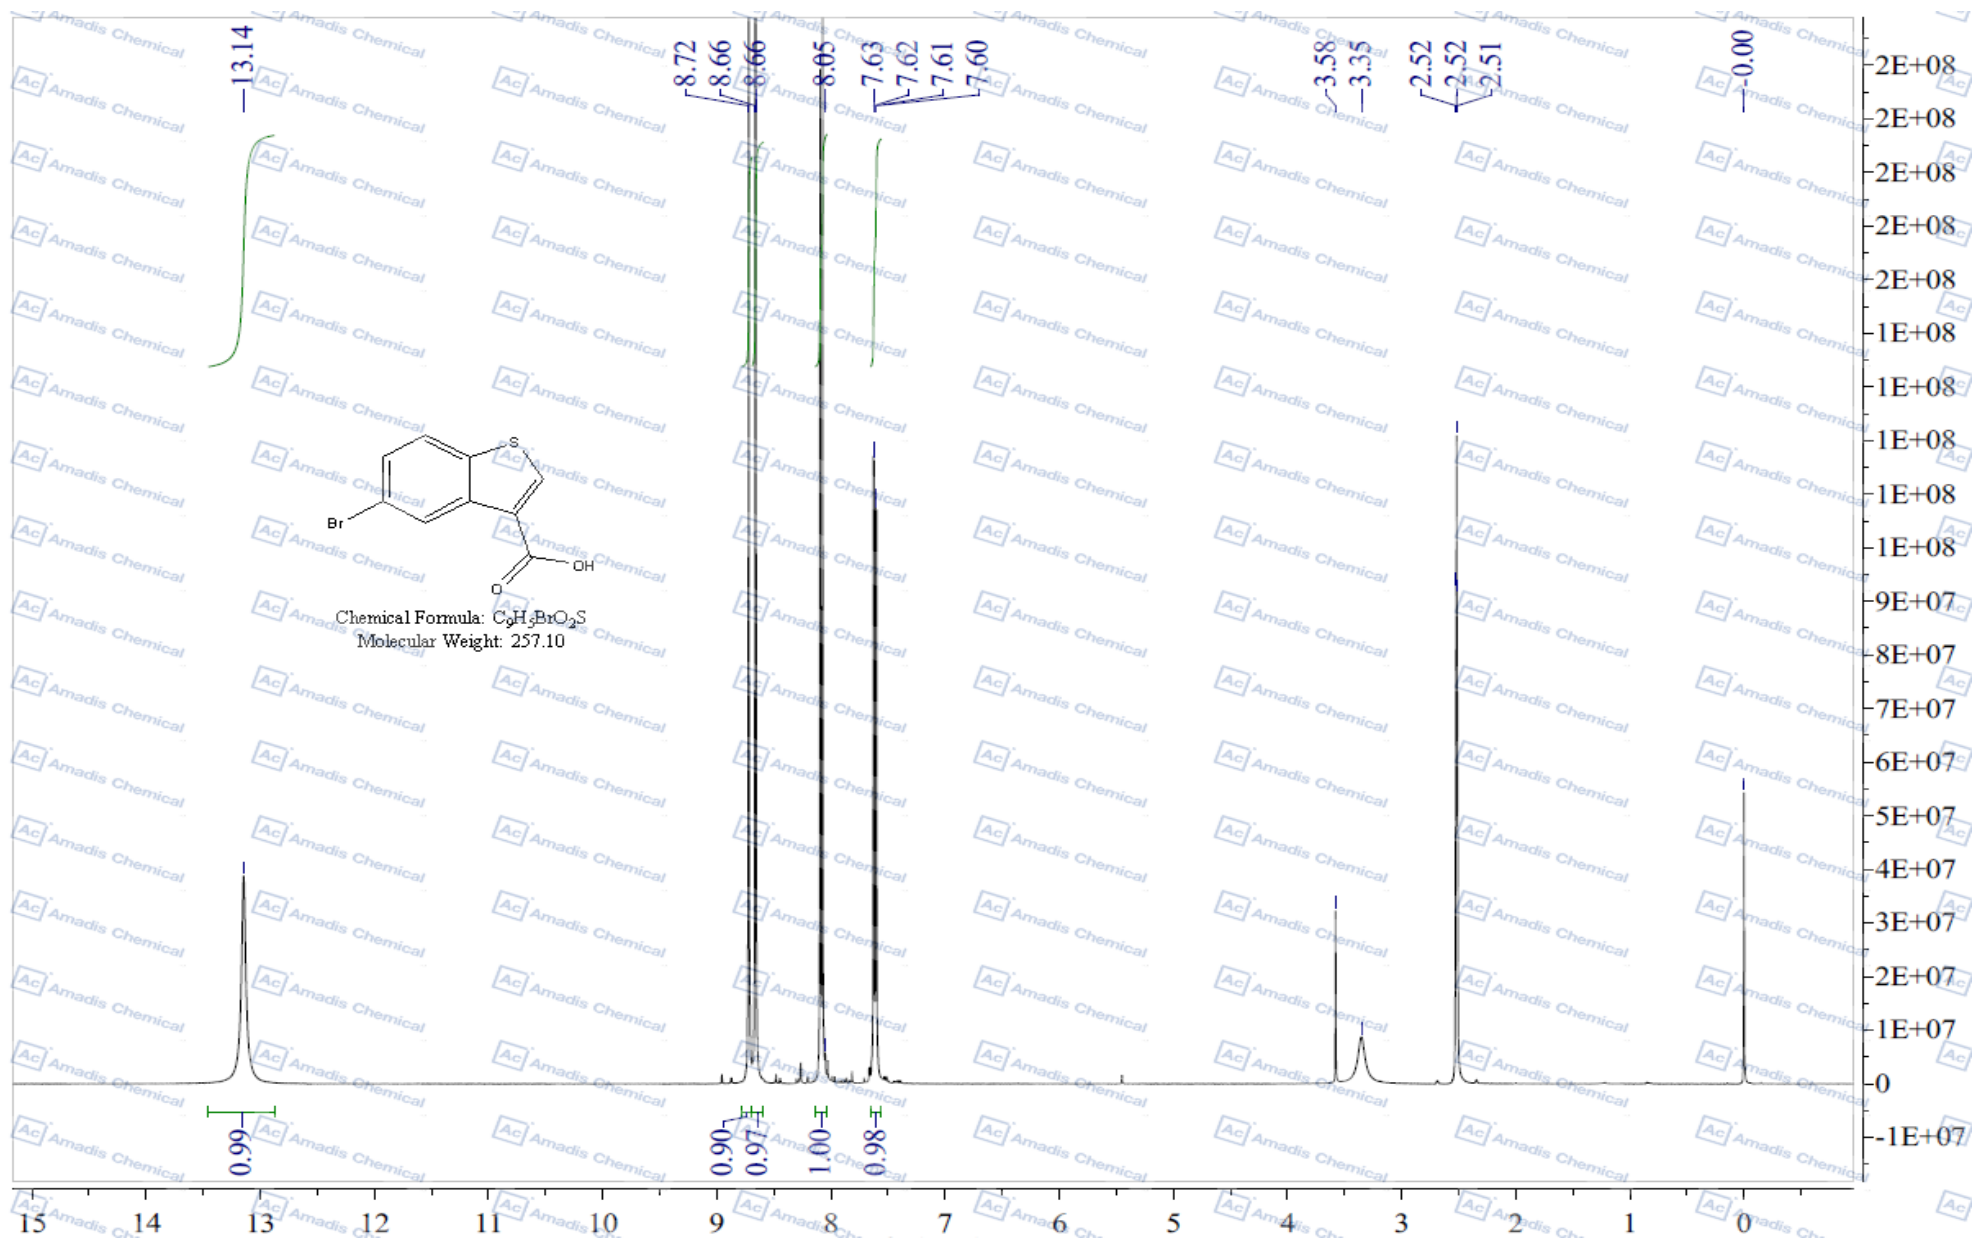 13.14
8.72
8.66
8.66
8.05
7.63
7.62
7.61
7.60
3.58
3.35
2.52
2.52
2.51
-0.00
2E+08
2E+08
2E+08
2E+08
2E+08
1E+08
1E+08
1E+08
1E+08
1E+08
9E+07
8E+07
7E+07
6E+07
5E+07
4E+07
3E+07
2E+07
1E+07
0
-1E+07
S
Br
OH
O
Chemical Formula: C9H5BrO2S
Molecular Weight: 257.10
0.99
0.90
0.97
1.00
0.98
15 14 13 12 11 10 9 8 7 6 5 4 3 2 1 0
Ac Amadis Chemical